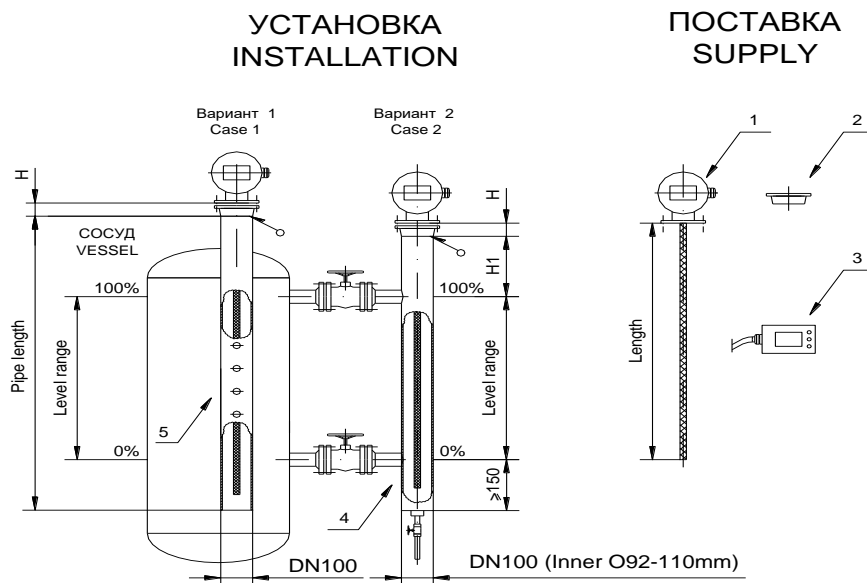 УСТАНОВКА
INSTALLATION
ПОСТАВКА
SUPPLY
Вариант 1
Case 1
Вариант 2
Case 2
1
2
H
H
СОСУД
VESSEL
H1
3
100%
100%
Pipe length
Level range
Level range
Length
5
0%
0%
4
≥150
DN100
DN100 (Inner O92-110mm)